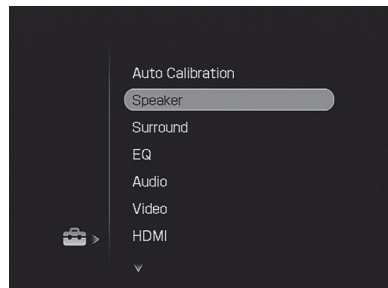 Auto Calibration
Speaker
Surround
EQ
Audio
Video
HDMI